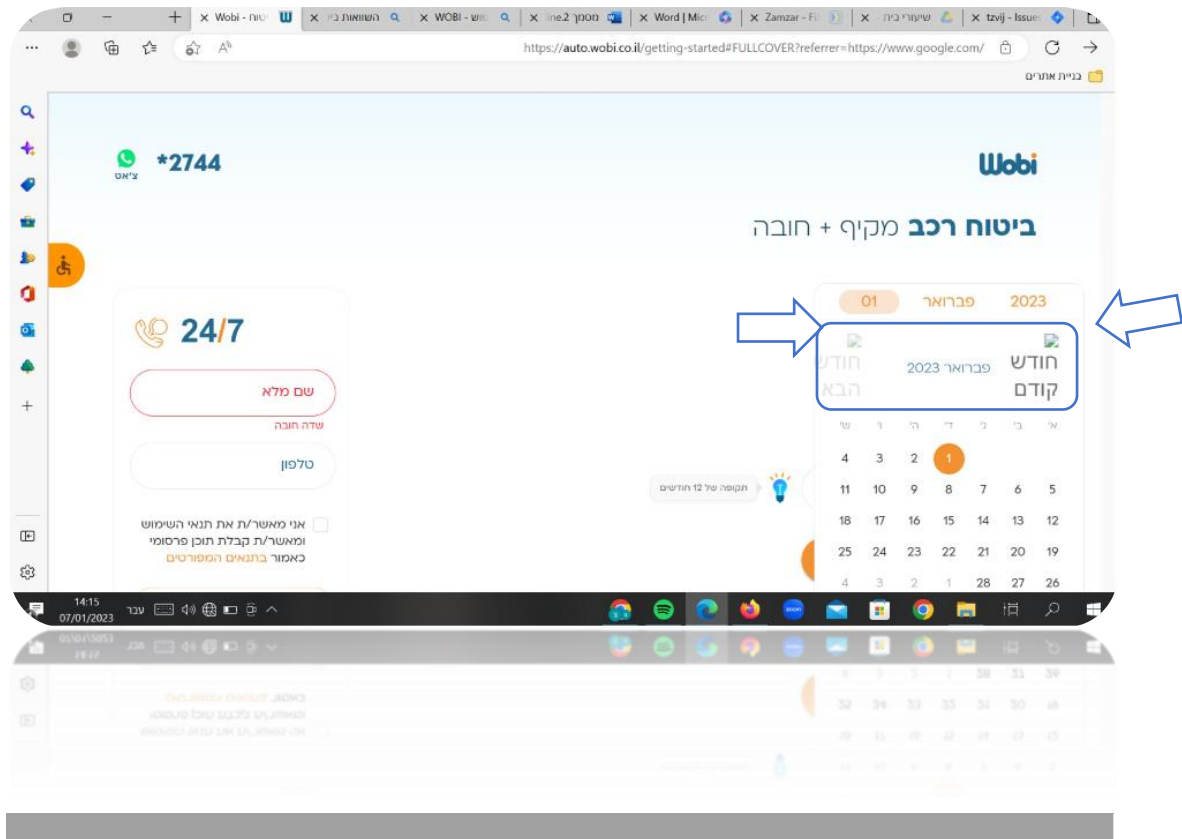 Wobi - ביטוח
השוואות בי
WOBI -
מסמך 2.
Word | Mic
Zamzar - Fil
שיעורי בית -
tzvij - Issue
https://auto.wobi.co.il/getting-started#FULLCOVER?referrer=https://www.google.com/
בניית אתרים
Wobi
*2744
צ'אט
ביטוח רכב מקיף + חובה
2023 פברואר 01
חודש קודם
פברואר 2023
חודש הבא
א' ב' ג' ד' ה' ו' ש'
1 2 3 4
5 6 7 8 9 10 11
12 13 14 15 16 17 18
19 20 21 22 23 24 25
26 27 28 1 2 3 4
תקופה של 12 חודשים
24/7
שם מלא
שדה חובה
טלפון
אני מאשר/ת את תנאי השימוש
ומאשר/ת קבלת תוכן פרסומי
כאמור בתנאים המפורטים
zoom
עבר
14:15
07/01/2023